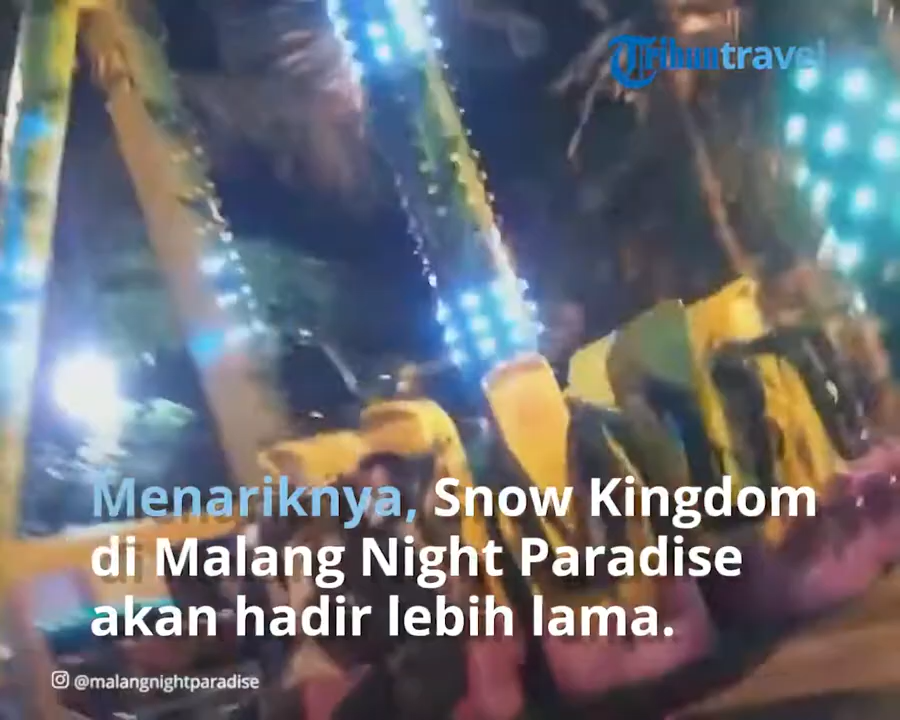 Tribuntravel
Menariknya, Snow Kingdom
di Malang Night Paradise
akan hadir lebih lama.
@malangnightparadise